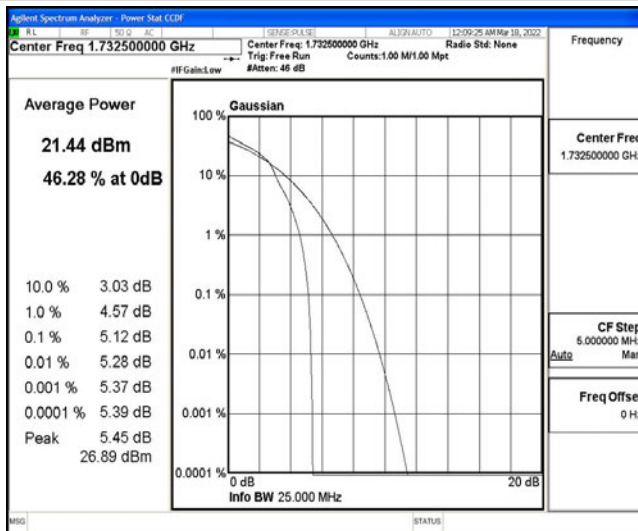 Agilent Spectrum Analyzer - Power Stat CCDF
RL RF 50 Ω AC SENSE:PULSE ALIGN AUTO 12:09:25 AM Mar 18, 2022
Center Freq 1.732500000 GHz
Center Freq: 1.732500000 GHz Radio Std: None
Trig: Free Run Counts:1.00 M/1.00 Mpt
#IFGain:Low #Atten: 46 dB
Frequency
Average Power
21.44 dBm
46.28 % at 0dB
10.0 % 3.03 dB
1.0 % 4.57 dB
0.1 % 5.12 dB
0.01 % 5.28 dB
0.001 % 5.37 dB
0.0001 % 5.39 dB
Peak 5.45 dB
26.89 dBm
Gaussian
100 %
10 %
1 %
0.1 %
0.01 %
0.001 %
0.0001 %
0 dB 20 dB
Info BW 25.000 MHz
Center Freq
1.732500000 GHz
CF Step
5.000000 MHz
Auto Man
Freq Offset
0 Hz
MSG STATUS